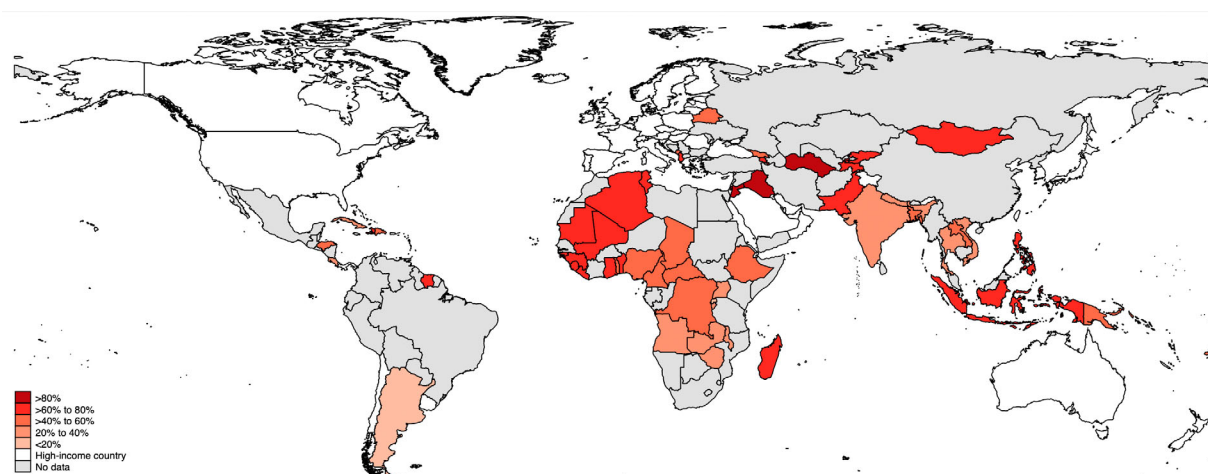 >80%
>60% to 80%
>40% to 60%
20% to 40%
<20%
High-income country
No data